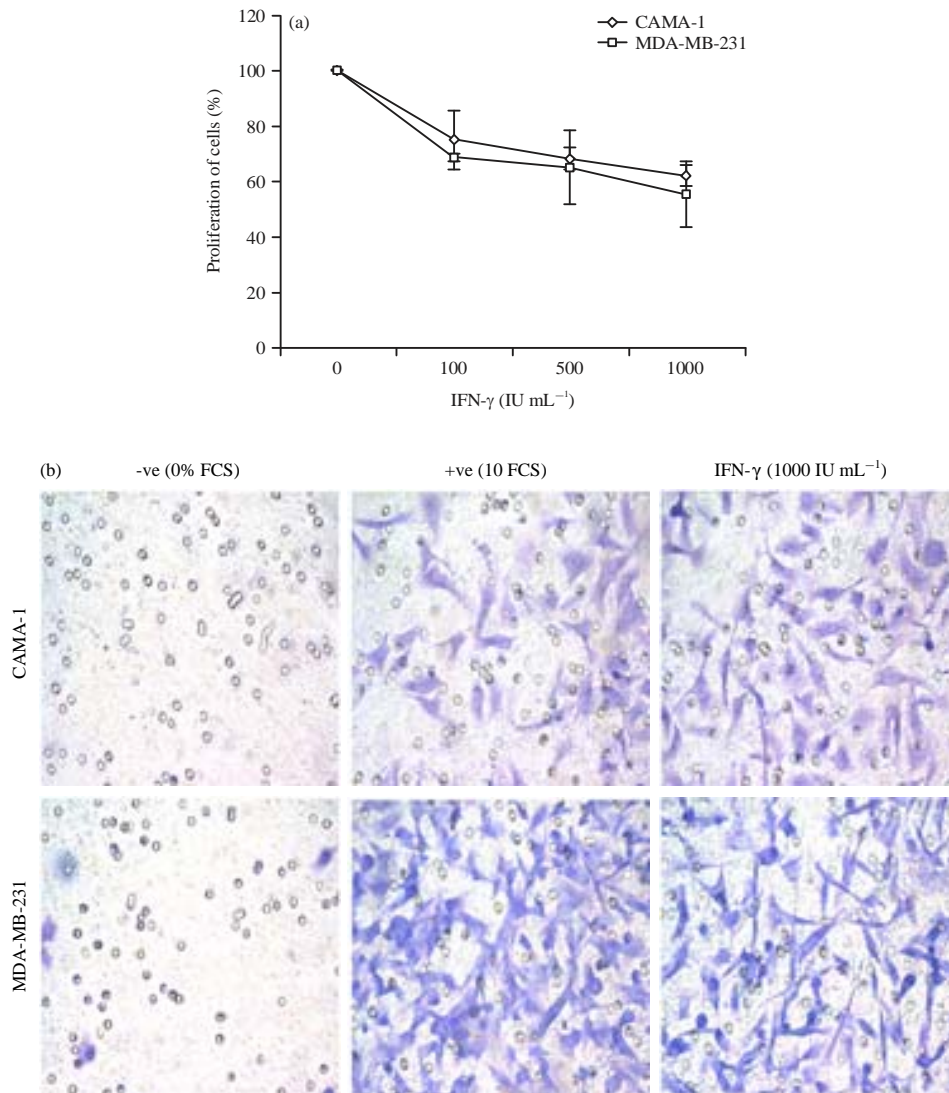 (a)
CAMA-1
MDA-MB-231
120
100
80
60
40
20
0
Proliferation of cells (%)
0 100 500 1000
IFN-γ (IU mL⁻¹)
(b) -ve (0% FCS) +ve (10 FCS) IFN-γ (1000 IU mL⁻¹)
CAMA-1
MDA-MB-231